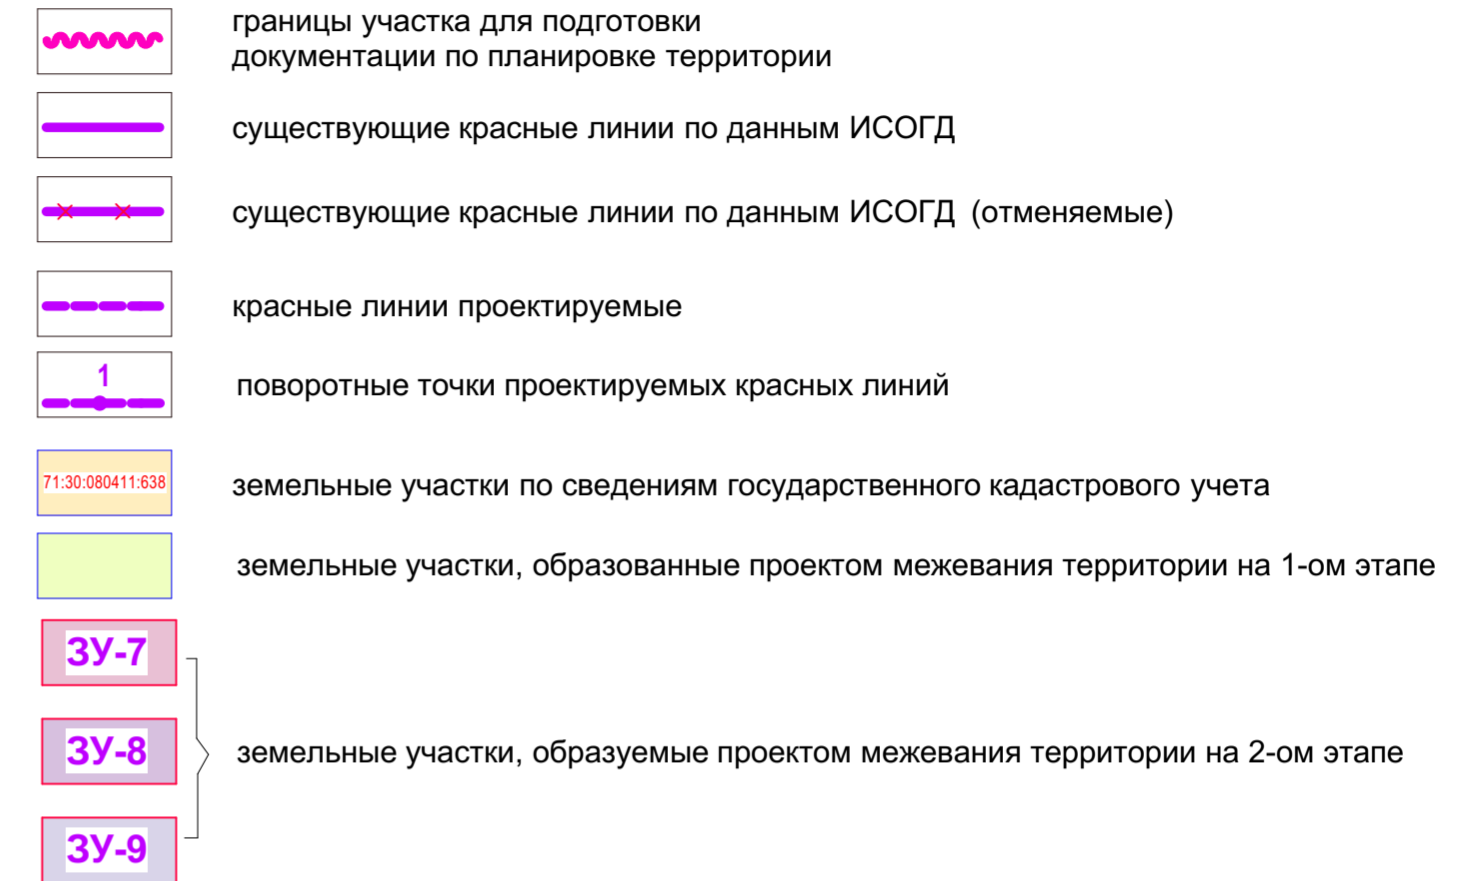 границы участка для подготовки
документации по планировке территории
существующие красные линии по данным ИСОГД
существующие красные линии по данным ИСОГД (отменяемые)
красные линии проектируемые
1
поворотные точки проектируемых красных линий
71:30:080411:638
земельные участки по сведениям государственного кадастрового учета
земельные участки, образованные проектом межевания территории на 1-ом этапе
ЗУ-7
ЗУ-8
земельные участки, образуемые проектом межевания территории на 2-ом этапе
ЗУ-9